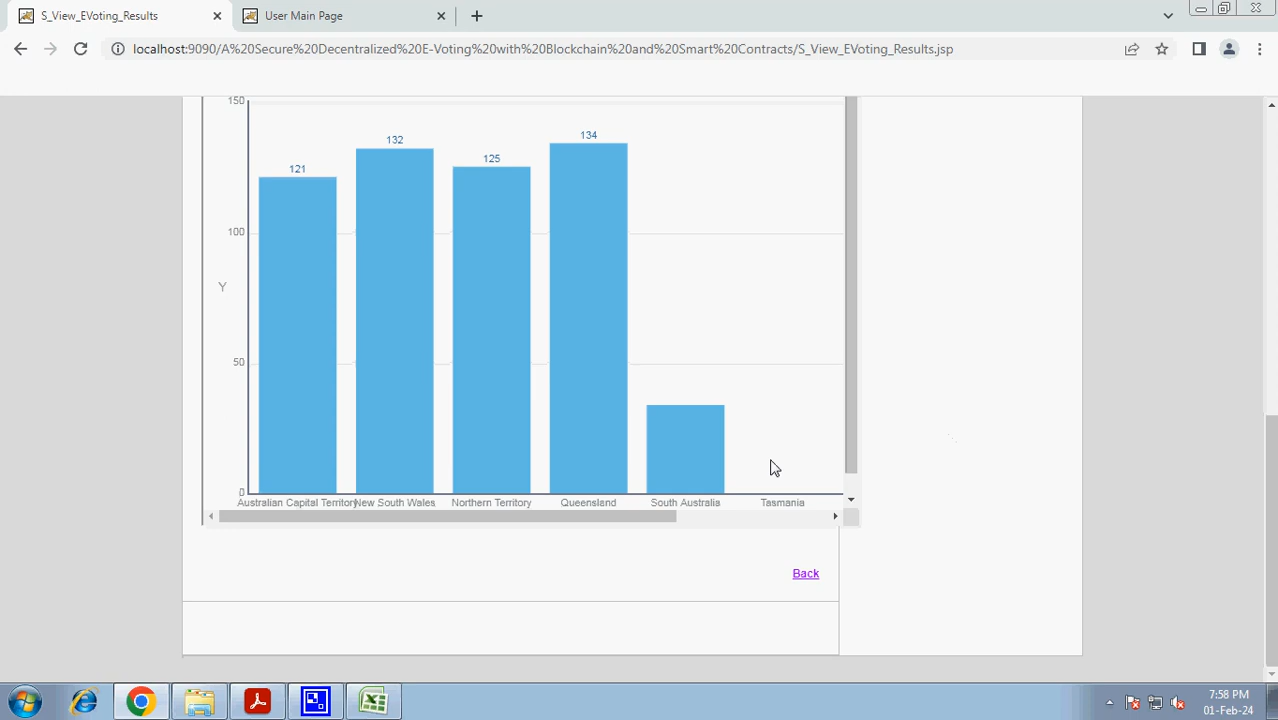 S_View_EVoting_Results
User Main Page
localhost:9090/A%20Secure%20Decentralized%20E-Voting%20with%20Blockchain%20and%20Smart%20Contracts/S_View_EVoting_Results.jsp
150
134
132
125
121
100
Y
50
0
Australian Capital Territory New South Wales Northern Territory Queensland South Australia Tasmania
Back
7:58 PM
01-Feb-24